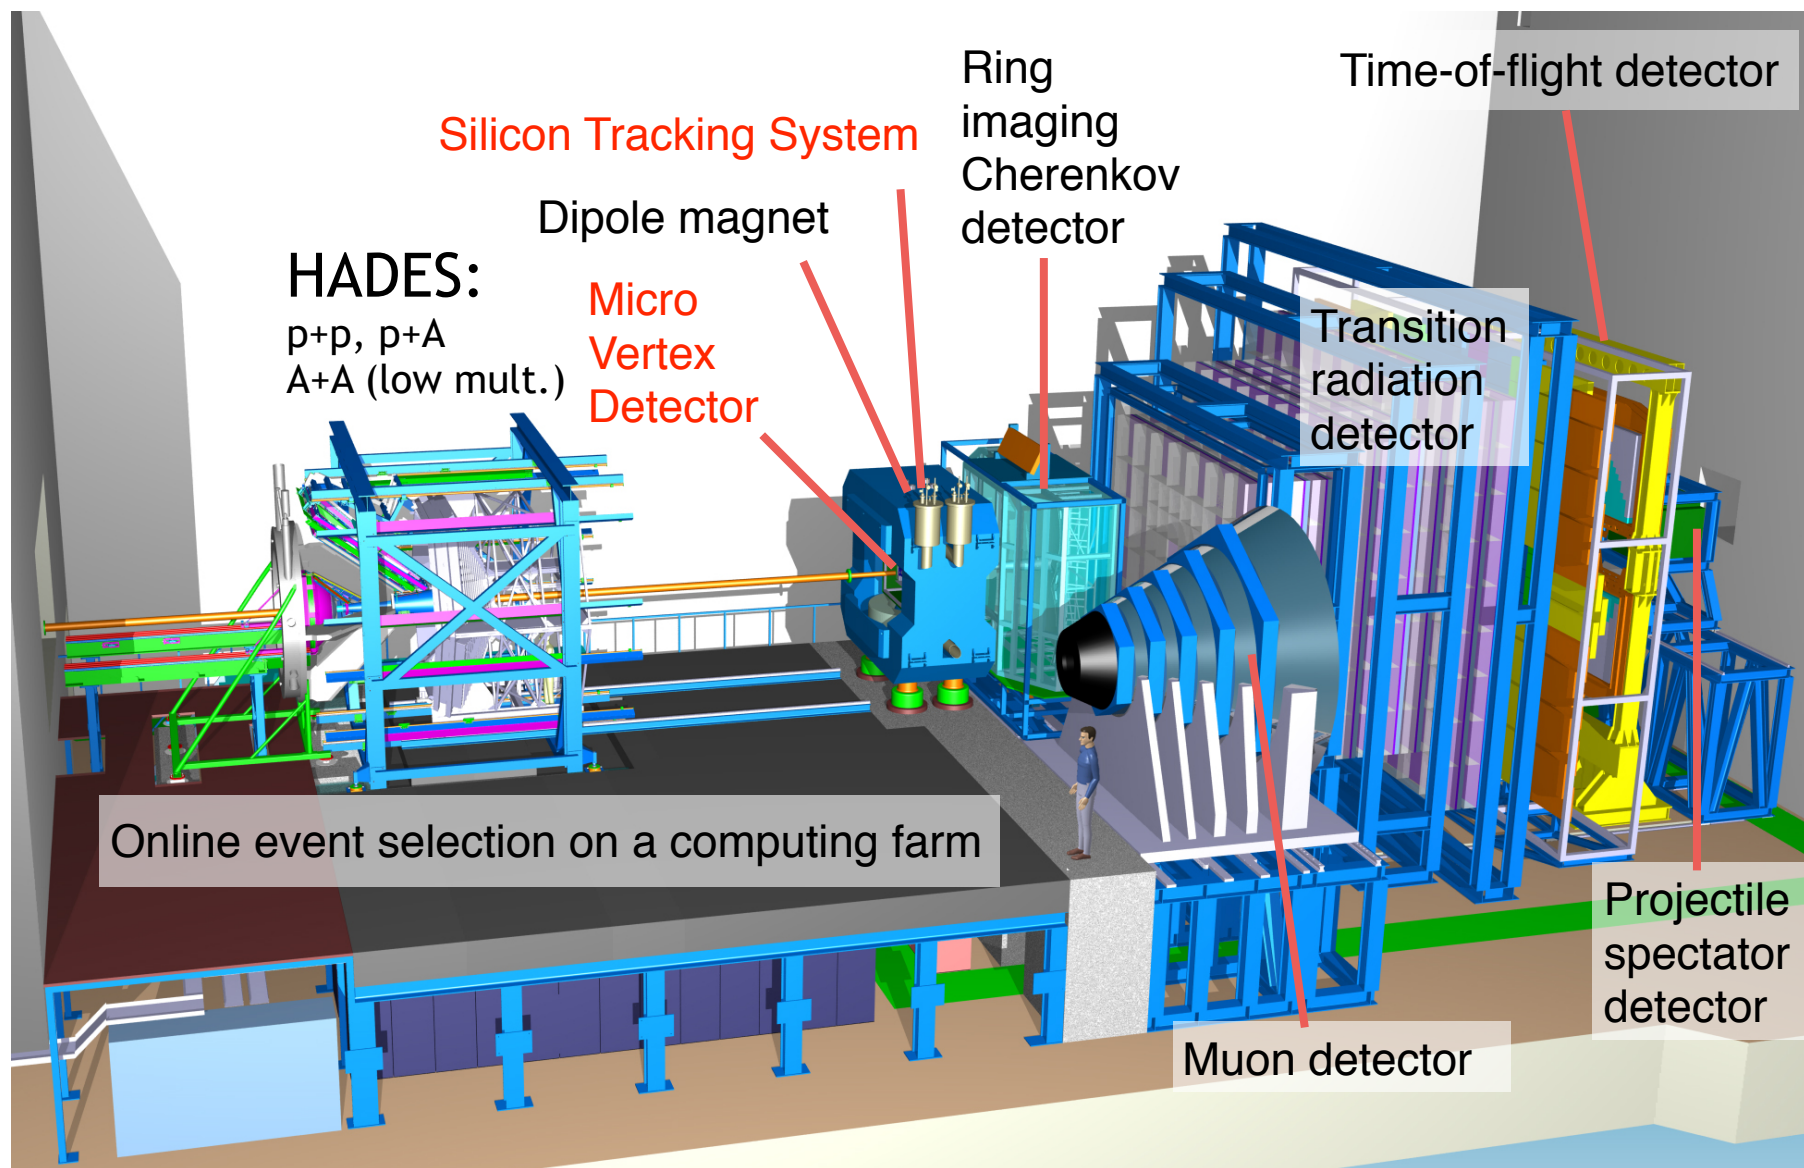 Time-of-flight detector
Ring
imaging
Cherenkov
detector
Silicon Tracking System
Dipole magnet
HADES:
p+p, p+A
A+A (low mult.)
Micro
Vertex
Detector
Transition
radiation
detector
Online event selection on a computing farm
Projectile
spectator
detector
Muon detector